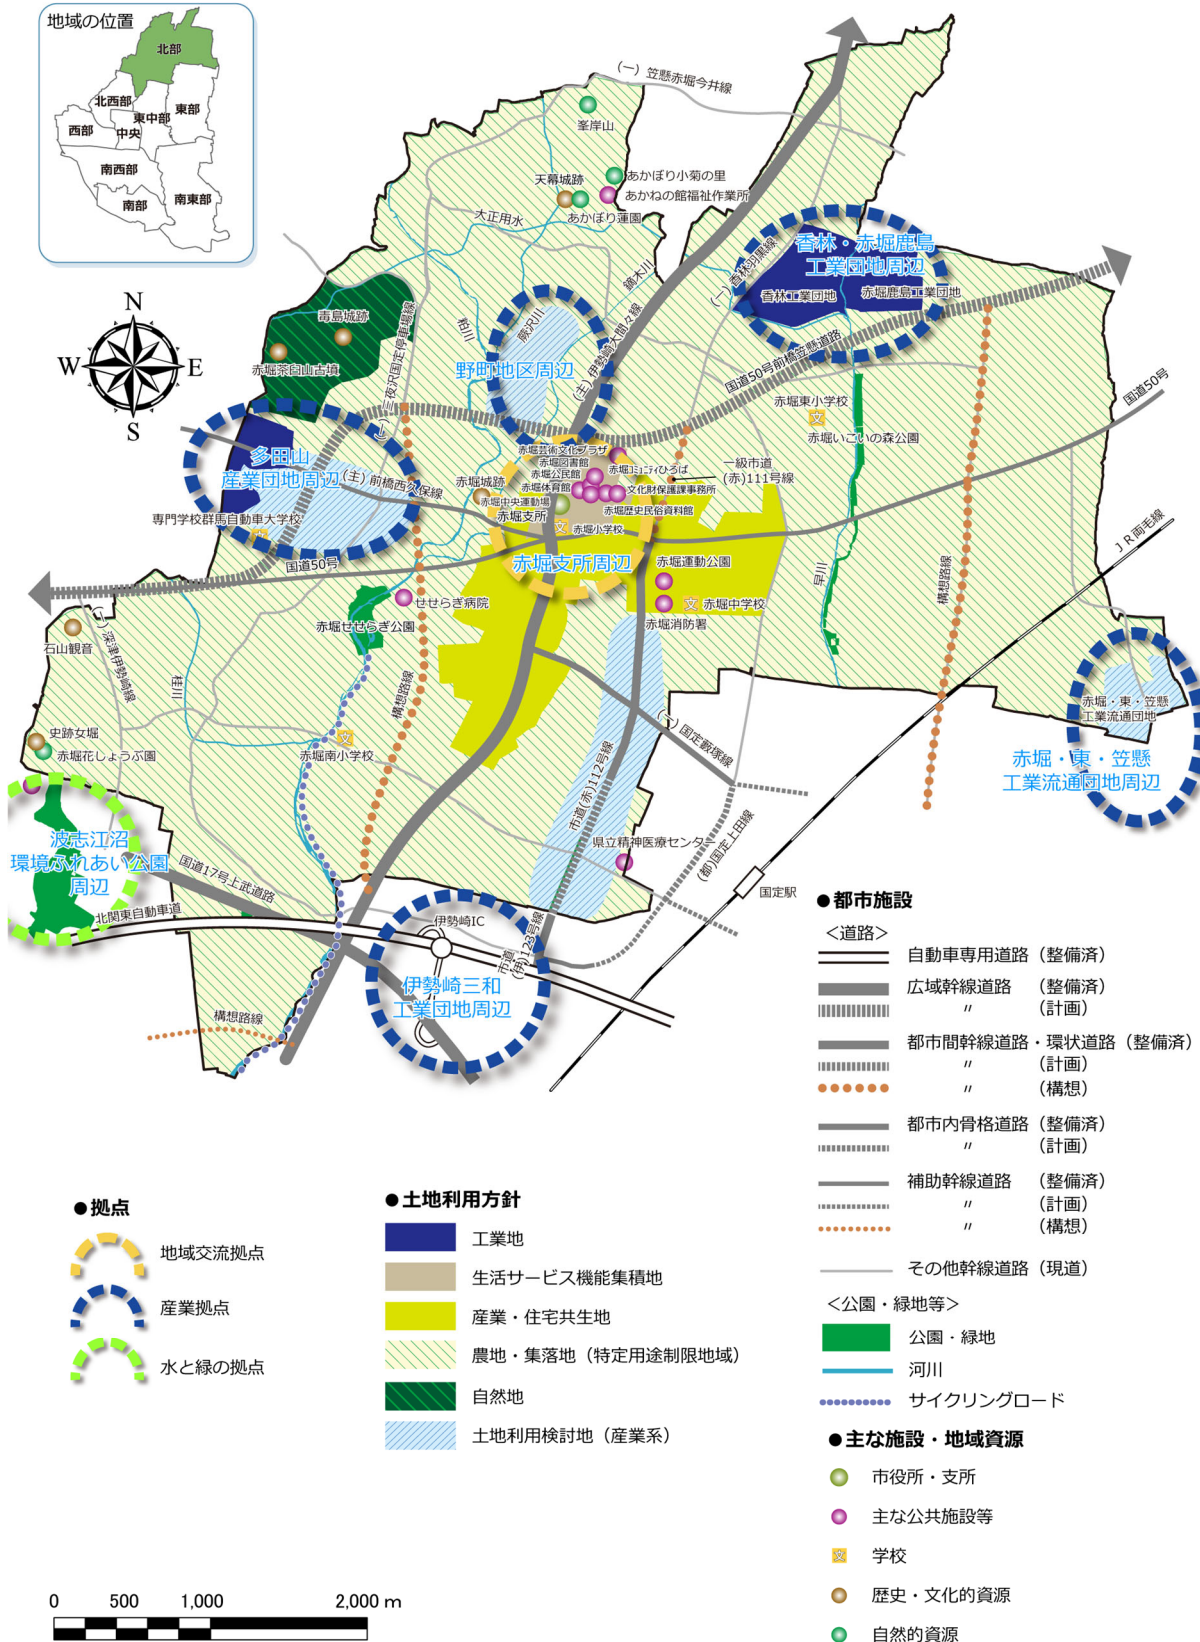 地域の位置
北部
北西部
東中部
東部
西部
中央
南西部
南東部
南部
N
W
E
S
(一) 笠懸赤堀今井線
峯岸山
あかぼり小菊の里
天幕城跡
あかねの館福祉作業所
あかぼり蓮園
大正用水
鏑木川
(一) 香林羽黒線
香林・赤堀鹿島
工業団地周辺
香林工業団地
赤堀鹿島工業団地
毒島城跡
赤堀茶臼山古墳
(一) 三夜沢国定停車場線
粕川
蕨沢川
野町地区周辺
(主) 伊勢崎大間々線
国道50号前橋笠懸道路
国道50号
赤堀東小学校
赤堀いこいの森公園
多田山
産業団地周辺
(主) 前橋西久保線
専門学校群馬自動車大学校
国道50号
赤堀芸術文化プラザ
赤堀図書館
赤堀公民館
赤堀コミュニティひろば
赤堀体育館
文化財保護課事務所
赤堀城跡
赤堀中央運動場
赤堀歴史民俗資料館
赤堀支所
赤堀小学校
一級市道
(赤)111号線
赤堀支所周辺
赤堀運動公園
赤堀中学校
赤堀消防署
早川
構想路線
JR両毛線
せせらぎ病院
赤堀せせらぎ公園
石山観音
(一) 深津伊勢崎線
桂川
構想路線
史跡女堀
赤堀花しょうぶ園
赤堀南小学校
(一) 国定藪塚線
市道(赤)112号線
赤堀・東・笠懸
工業流通団地
赤堀・東・笠懸
工業流通団地周辺
波志江沼
環境ふれあい公園
周辺
国道17号上武道路
北関東自動車道
県立精神医療センター
(都)国定上田線
国定駅
伊勢崎IC
市道(伊)123号線
伊勢崎三和
工業団地周辺
構想路線
●都市施設
<道路>
自動車専用道路 (整備済)
広域幹線道路 (整備済)
〃 (計画)
都市間幹線道路・環状道路 (整備済)
〃 (計画)
〃 (構想)
都市内骨格道路 (整備済)
〃 (計画)
補助幹線道路 (整備済)
〃 (計画)
〃 (構想)
その他幹線道路 (現道)
<公園・緑地等>
公園・緑地
河川
サイクリングロード
●主な施設・地域資源
市役所・支所
主な公共施設等
文 学校
歴史・文化的資源
自然的資源
●拠点
地域交流拠点
産業拠点
水と緑の拠点
●土地利用方針
工業地
生活サービス機能集積地
産業・住宅共生地
農地・集落地 (特定用途制限地域)
自然地
土地利用検討地 (産業系)
0 500 1,000 2,000 m